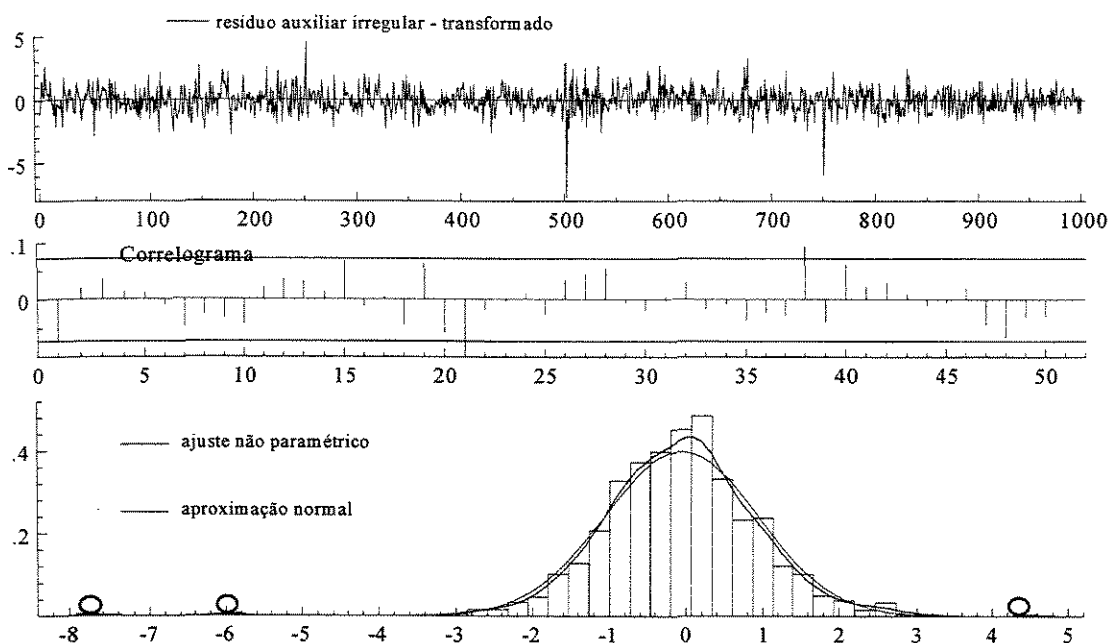 resíduo auxiliar irregular - transformado
5
0
-5
0 100 200 300 400 500 600 700 800 900 1000
.1
Correlograma
0
0 5 10 15 20 25 30 35 40 45 50
.4
ajuste não paramétrico
aproximação normal
.2
-8 -7 -6 -5 -4 -3 -2 -1 0 1 2 3 4 5